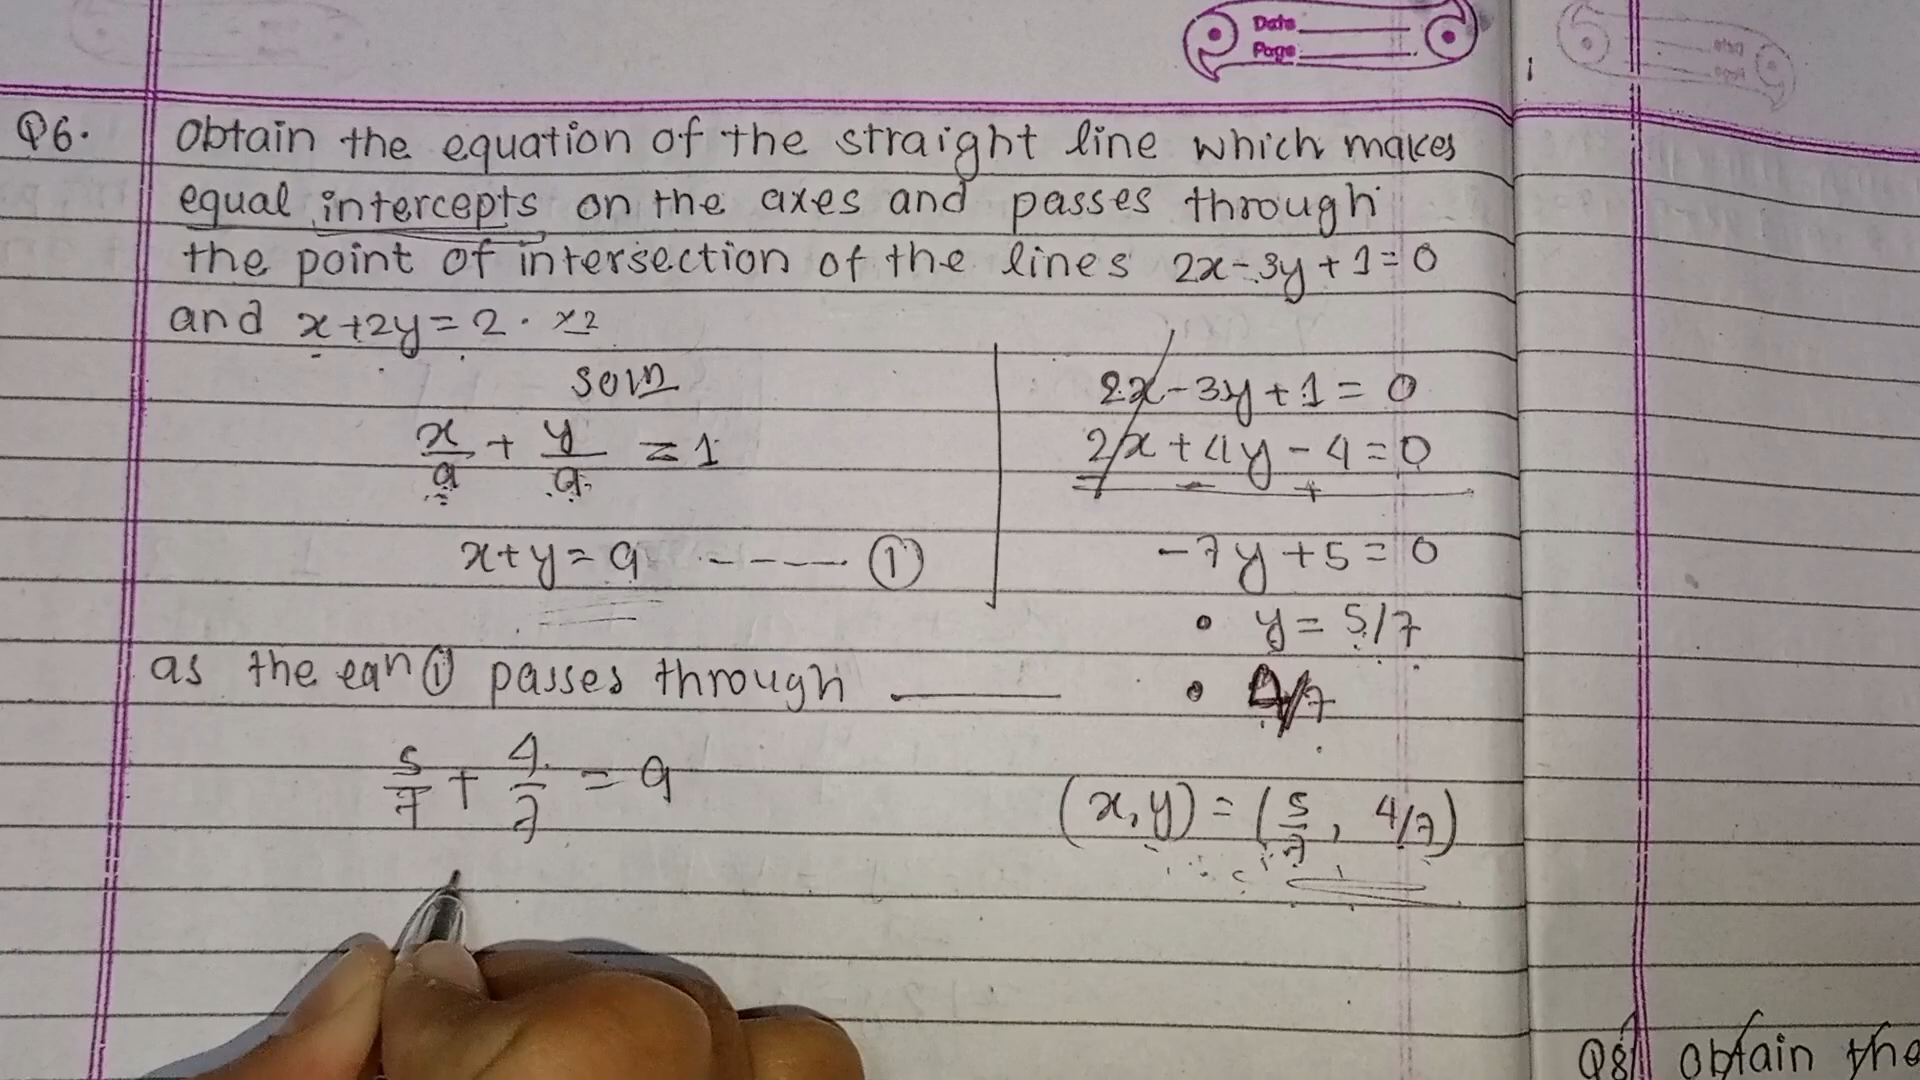 Date
Page
Q6. obtain the equation of the straight line which makes
equal intercepts on the axes and passes through
the point of intersection of the lines 2x-3y+1=0
and x+2y=2. x2
soln
x/a + y/a = 1
x+y=a ------ ①
2x-3y+1=0
2x+4y-4=0
- +
-7y+5=0
• y=5/7
• 4/7
(x,y)=(5/7, 4/7)
as the eqn ① passes through ———
5/7 + 4/7 = a
Q8 obtain the